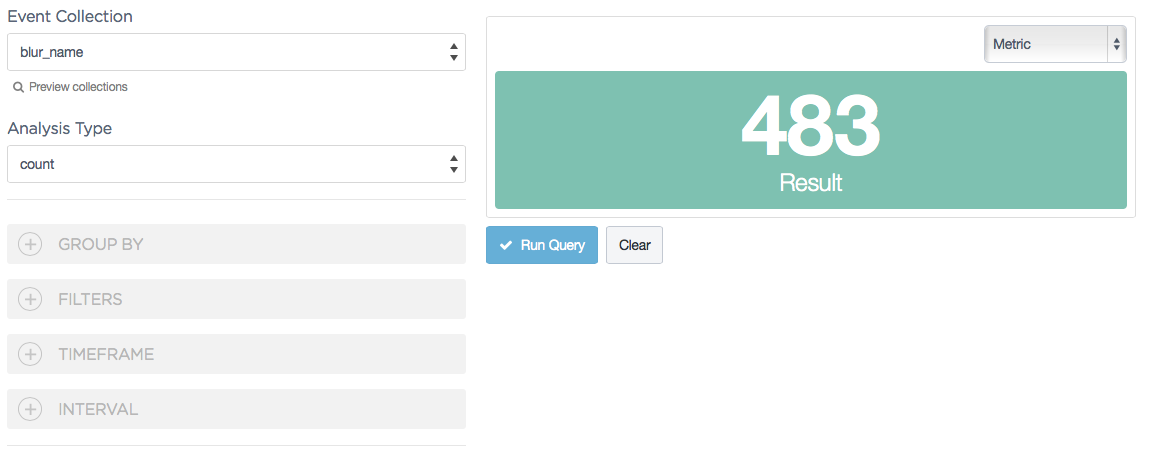 Event Collection
blur_name
Preview collections
Analysis Type
count
GROUP BY
FILTERS
TIMEFRAME
INTERVAL
Metric
483
Result
Run Query
Clear